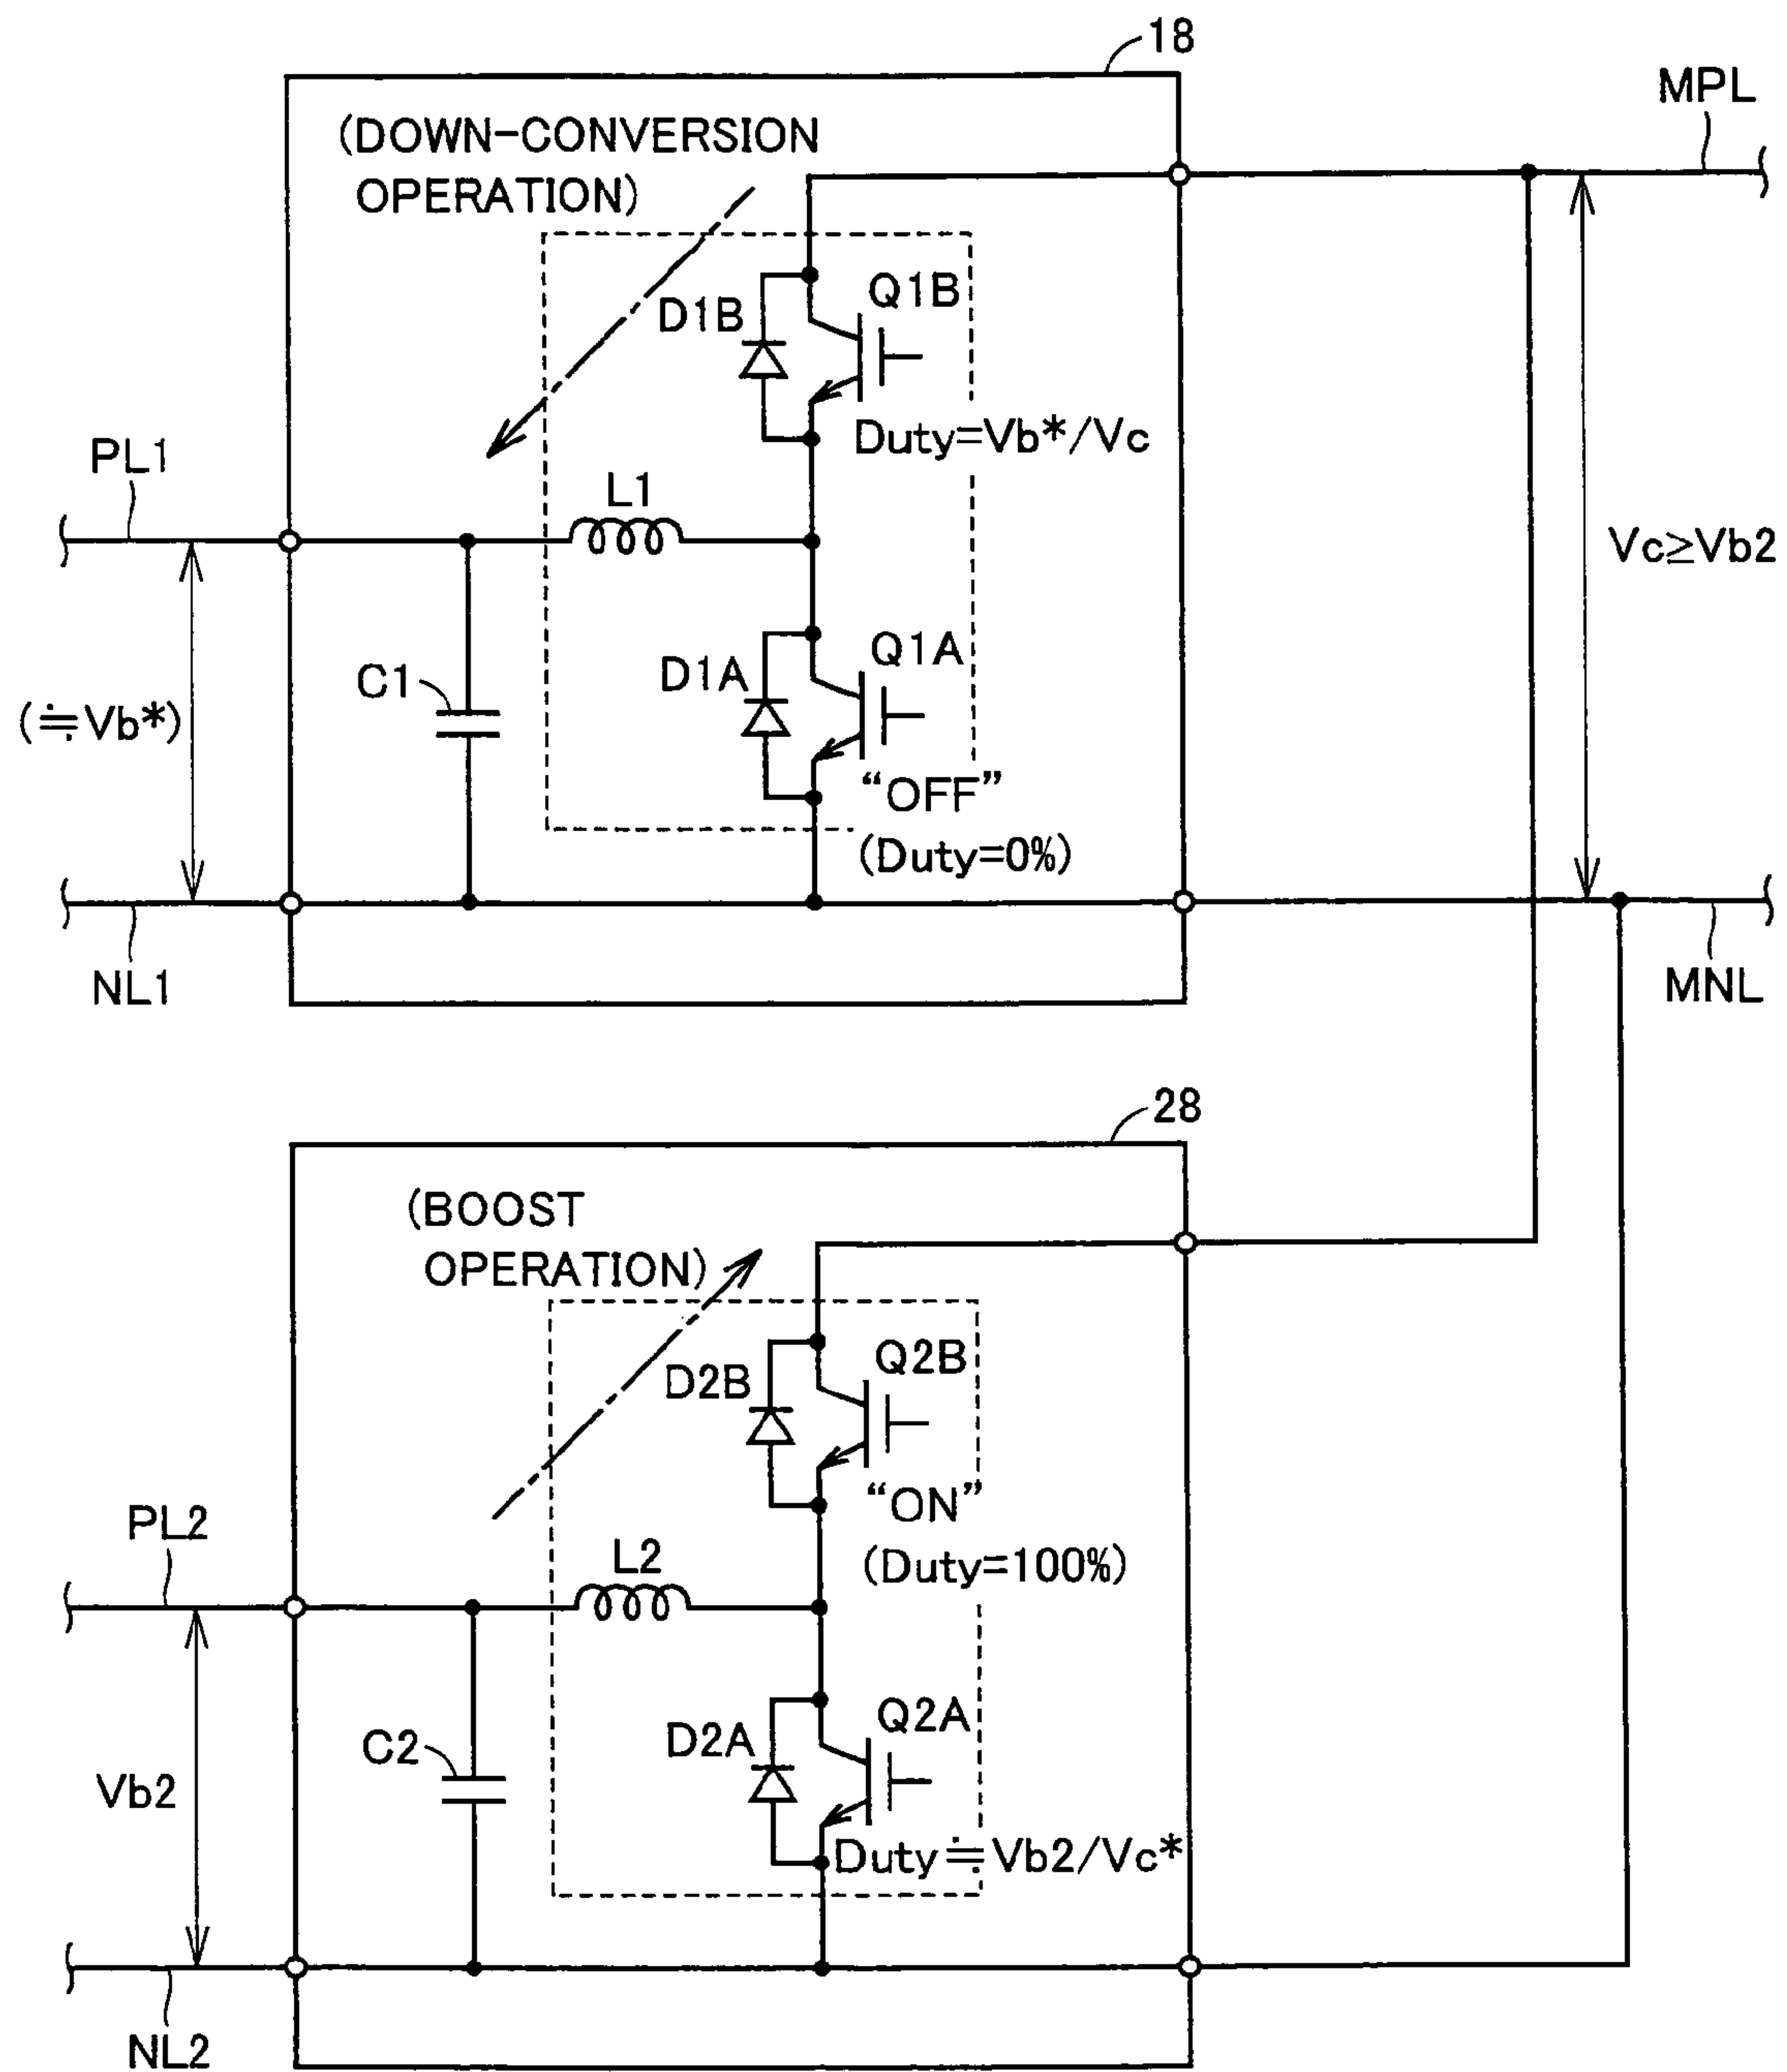 18
MPL
(DOWN-CONVERSION
OPERATION)
Q1B
D1B
Duty=Vb*/Vc
PL1
L1
Vc≥Vb2
Q1A
D1A
C1
(≒Vb*)
“OFF”
(Duty=0%)
NL1
MNL
28
(BOOST
OPERATION)
Q2B
D2B
“ON”
PL2
L2
(Duty=100%)
Q2A
D2A
C2
Vb2
Duty≒Vb2/Vc*
NL2